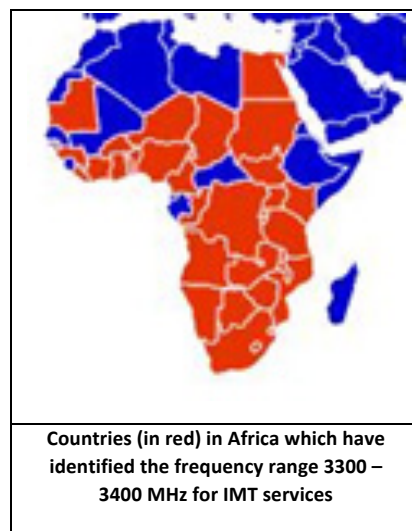 Countries (in red) in Africa which have
identified the frequency range 3300 –
3400 MHz for IMT services